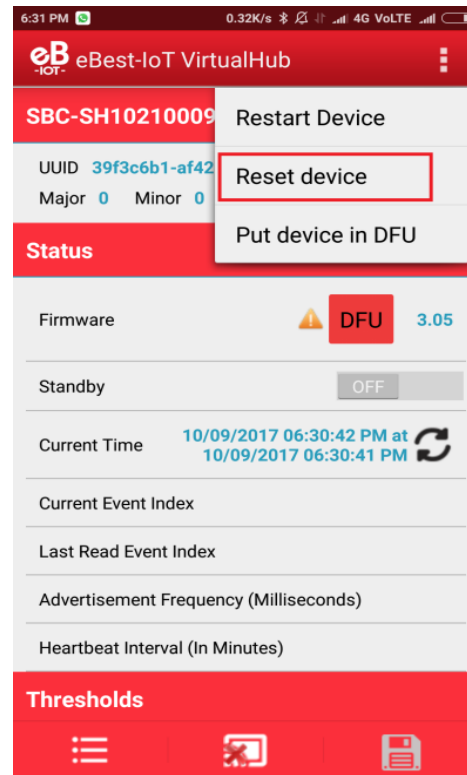 6:31 PM 0.32K/s 4G VoLTE
eB
-IOT-
eBest-IoT VirtualHub
SBC-SH10210009
Restart Device
UUID 39f3c6b1-af42
Reset device
Major 0 Minor 0
Put device in DFU
Status
Firmware DFU 3.05
Standby OFF
Current Time 10/09/2017 06:30:42 PM at
10/09/2017 06:30:41 PM
Current Event Index
Last Read Event Index
Advertisement Frequency (Milliseconds)
Heartbeat Interval (In Minutes)
Thresholds